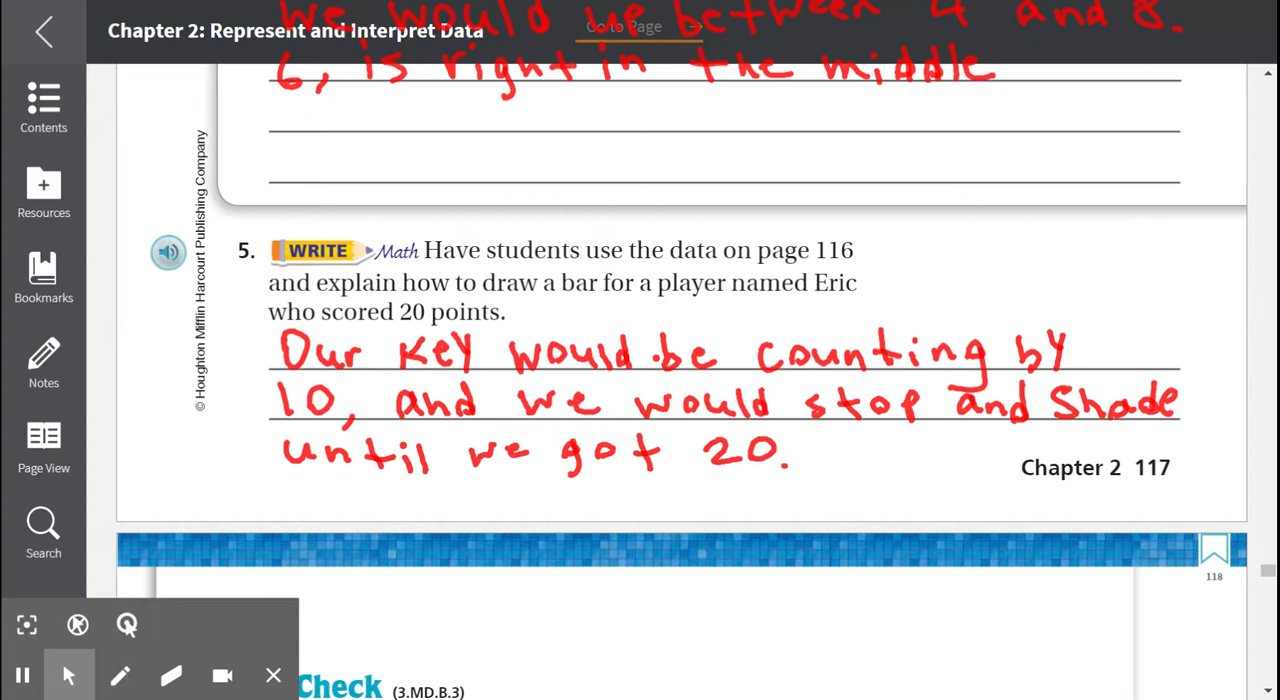 we would be between 4 and 8.
Chapter 2: Represent and Interpret Data
Go to Page
6, is right in the middle
Contents
Resources
Bookmarks
Notes
Page View
Search
© Houghton Mifflin Harcourt Publishing Company
5. WRITE Math Have students use the data on page 116
and explain how to draw a bar for a player named Eric
who scored 20 points.
Our Key would be counting by
10, and we would stop and shade
until we got 20.
Chapter 2 117
118
Check (3.MD.B.3)